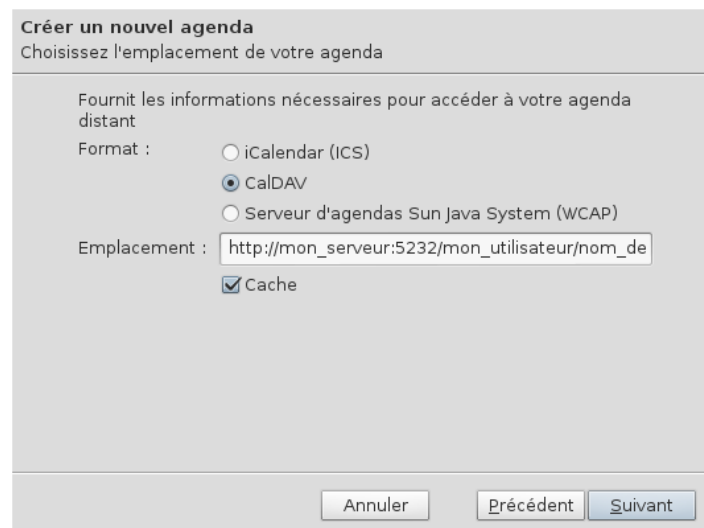 Créer un nouvel agenda
Choisissez l'emplacement de votre agenda
Fournit les informations nécessaires pour accéder à votre agenda
distant
Format :
iCalendar (ICS)
CalDAV
Serveur d'agendas Sun Java System (WCAP)
Emplacement : http://mon_serveur:5232/mon_utilisateur/nom_de
Cache
Annuler Précédent Suivant